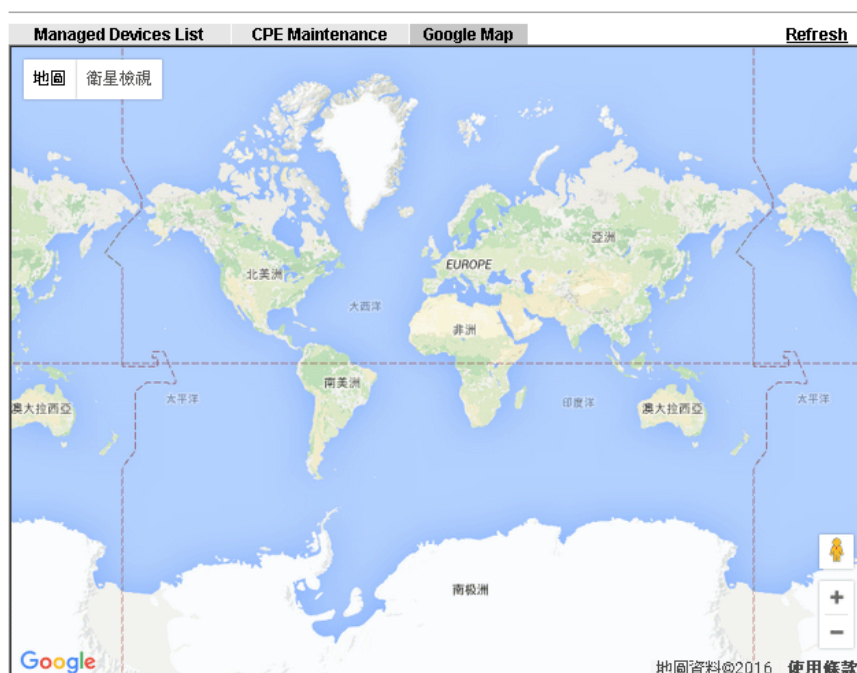 Managed Devices List CPE Maintenance Google Map Refresh
地圖 衛星檢視
亞洲
EUROPE
北美洲
大西洋
非洲
南美洲
太平洋 印度洋 太平洋
澳大拉西亞 澳大拉西亞
南极洲
+
−
Google 地圖資料©2016 使用條款